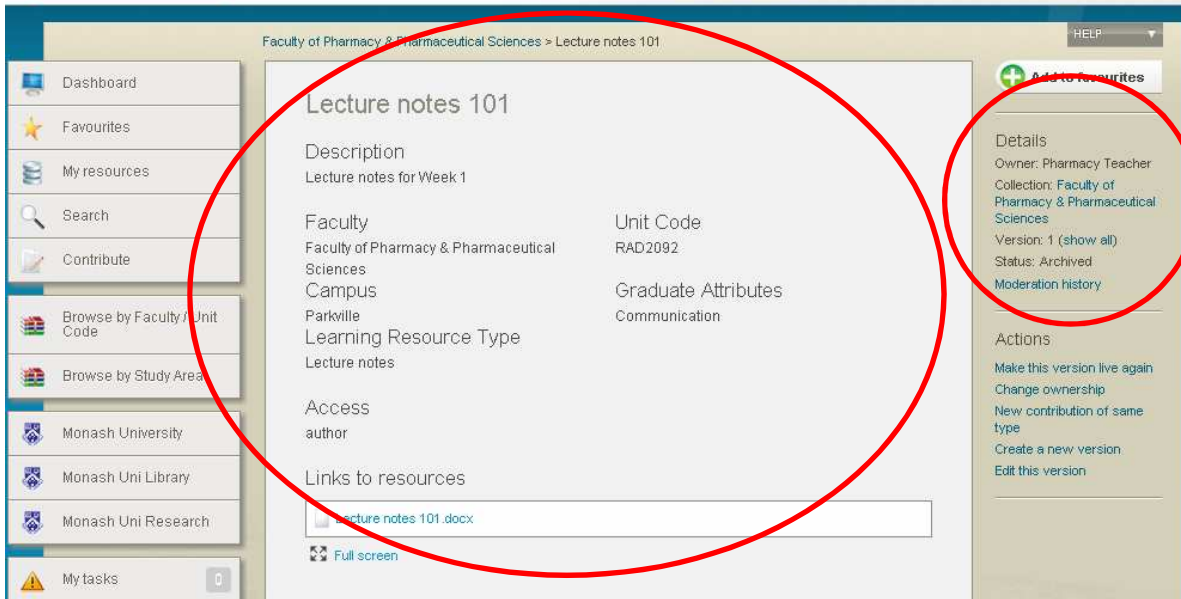 Faculty of Pharmacy & Pharmaceutical Sciences > Lecture notes 101
HELP
Dashboard
Favourites
My resources
Search
Contribute
Browse by Faculty / Unit
Code
Browse by Study Area
Monash University
Monash Uni Library
Monash Uni Research
My tasks
0
Lecture notes 101
Description
Lecture notes for Week 1
Faculty
Faculty of Pharmacy & Pharmaceutical
Sciences
Unit Code
RAD2092
Campus
Parkville
Graduate Attributes
Communication
Learning Resource Type
Lecture notes
Access
author
Links to resources
Lecture notes 101.docx
Full screen
Add to favourites
Details
Owner: Pharmacy Teacher
Collection: Faculty of
Pharmacy & Pharmaceutical
Sciences
Version: 1 (show all)
Status: Archived
Moderation history
Actions
Make this version live again
Change ownership
New contribution of same
type
Create a new version
Edit this version